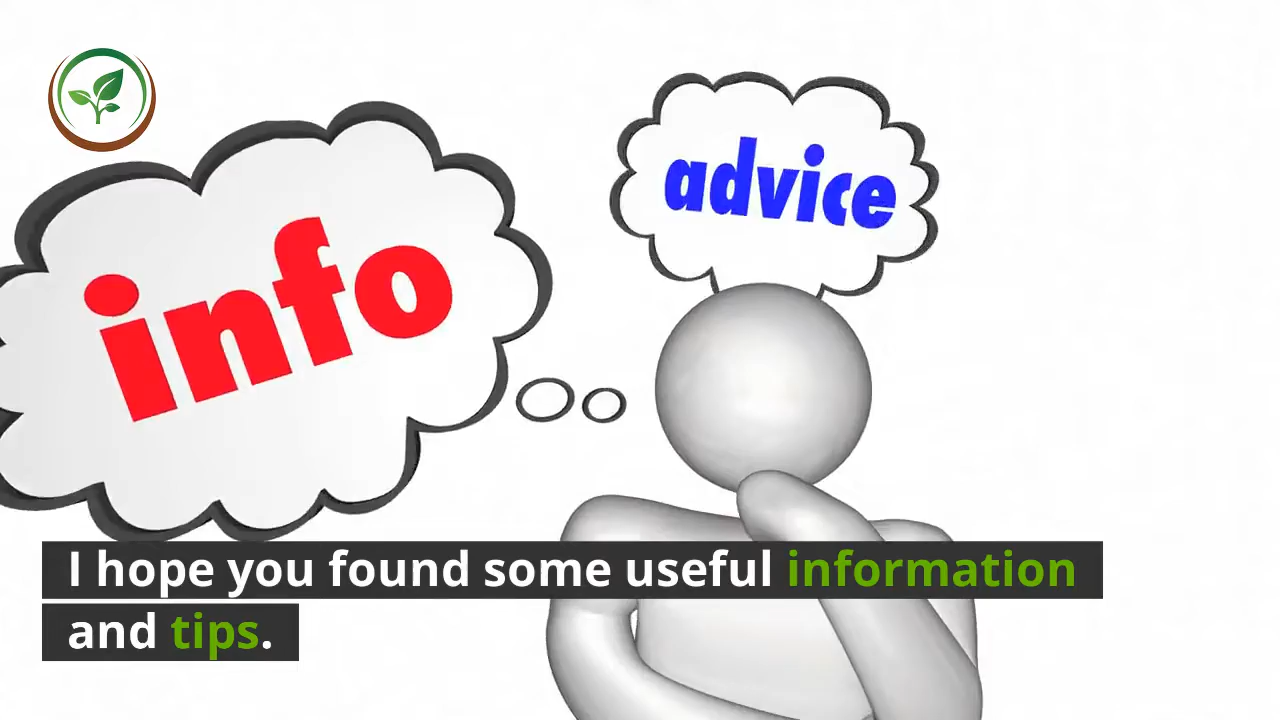 advice
info
I hope you found some useful information
and tips.